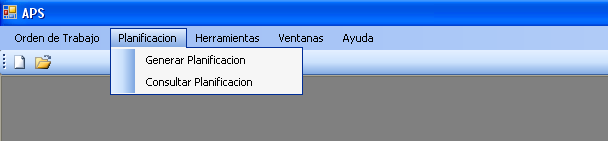 APS
Orden de Trabajo Planificacion Herramientas Ventanas Ayuda
Generar Planificacion
Consultar Planificacion